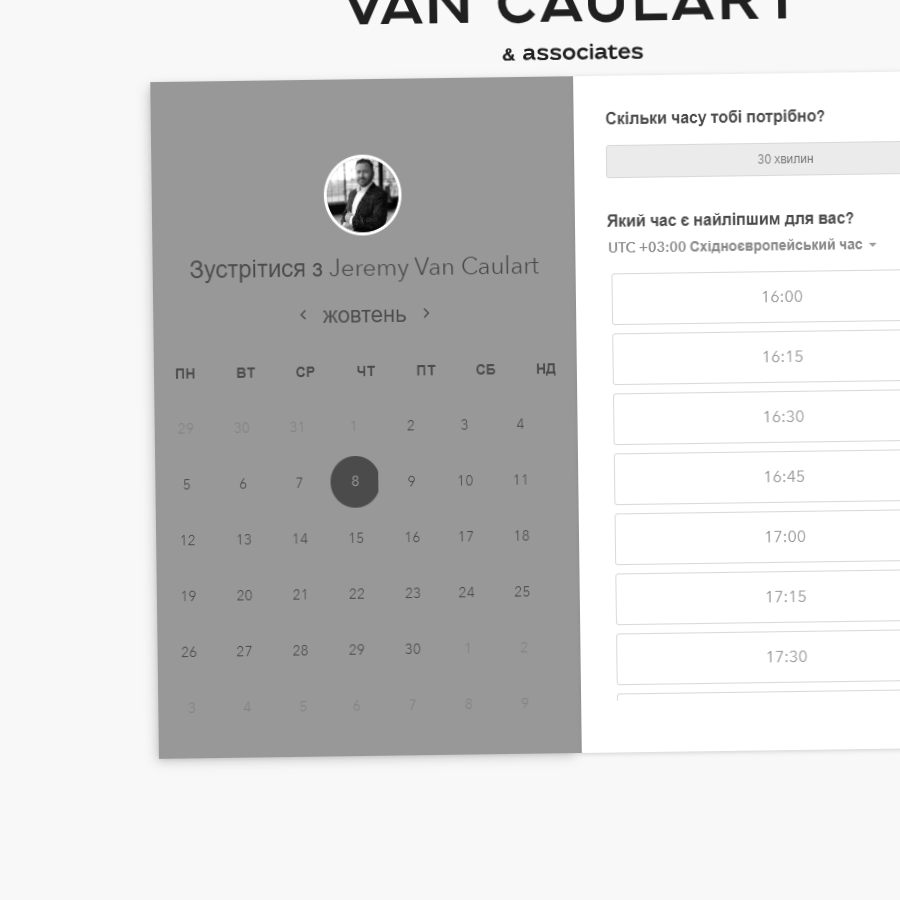 VAN CAULART
& associates
Зустрітися з Jeremy Van Caulart
жовтень
ПН ВТ СР ЧТ ПТ СБ НД
29 30 31 1 2 3 4
5 6 7 8 9 10 11
12 13 14 15 16 17 18
19 20 21 22 23 24 25
26 27 28 29 30 1 2
3 4 5 6 7 8 9
Скільки часу тобі потрібно?
30 хвилин
Який час є найліпшим для вас?
UTC +03:00 Східноєвропейський час
16:00
16:15
16:30
16:45
17:00
17:15
17:30